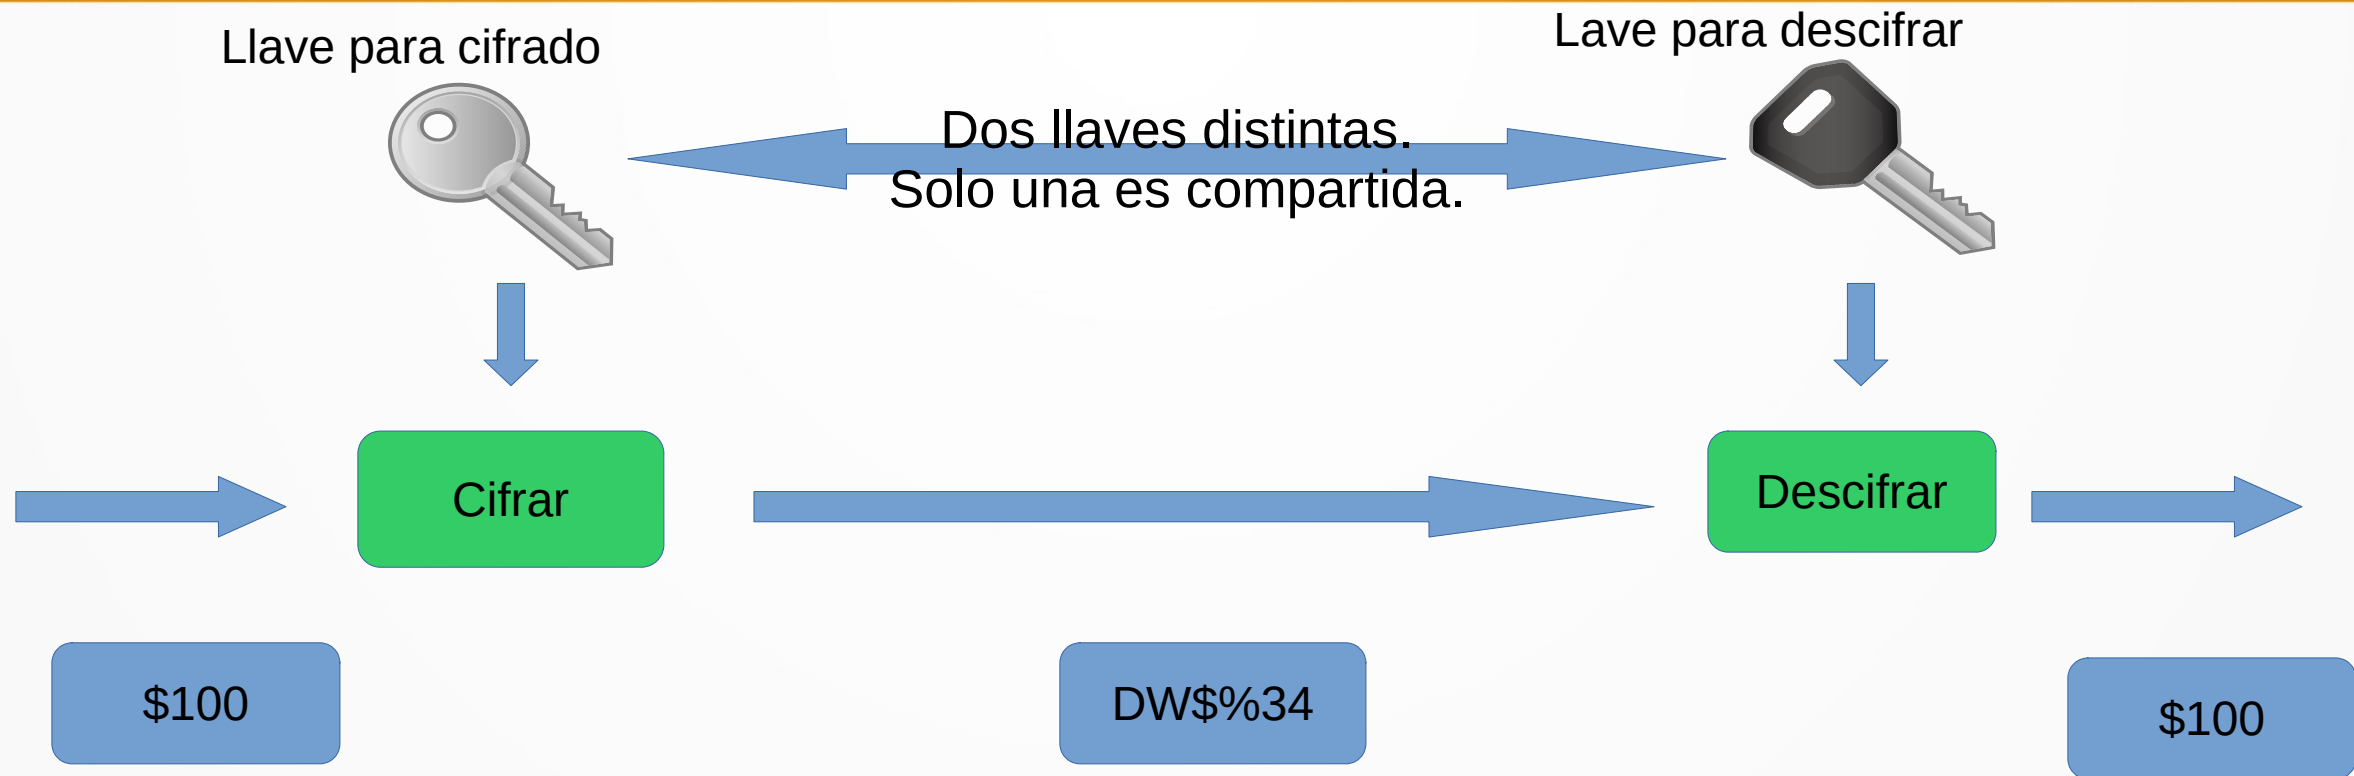 Llave para cifrado
Lave para descifrar
Dos llaves distintas.
Solo una es compartida.
Cifrar
Descifrar
$100
DW$%34
$100